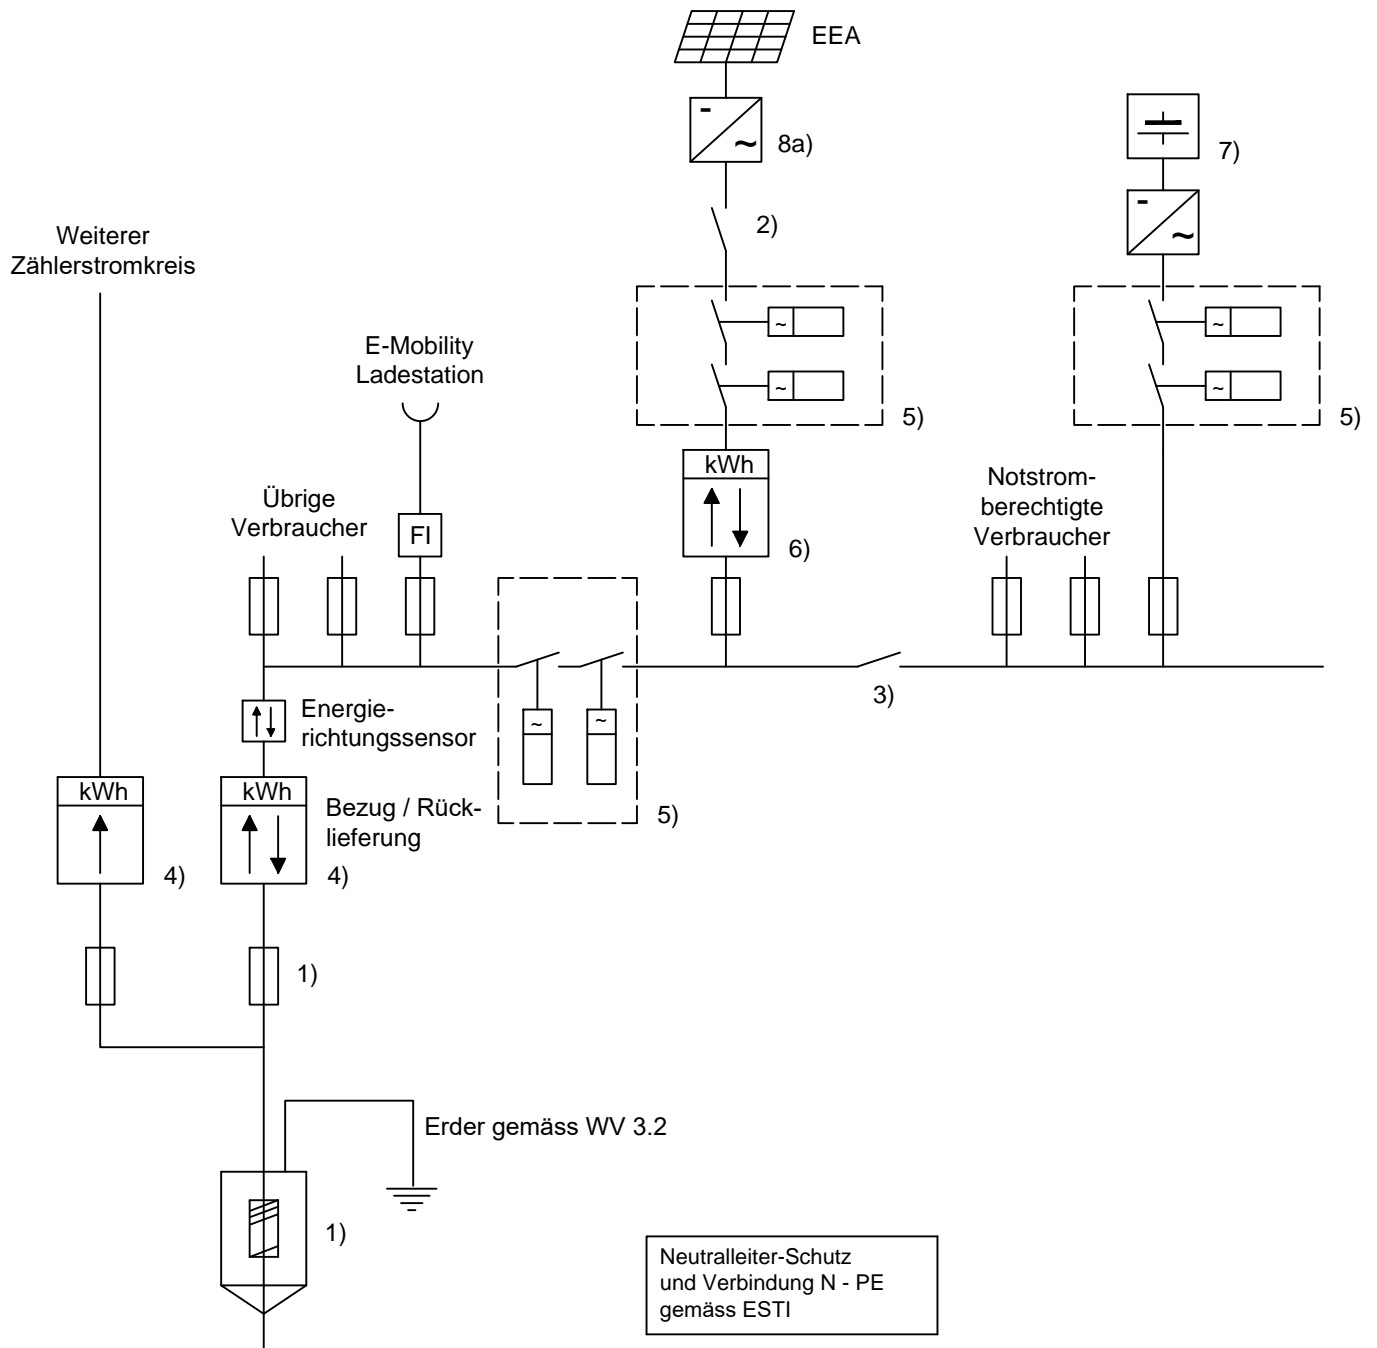 EEA
-
~
8a)
7)
-
~
2)
Weiterer
Zählerstromkreis
~
~
5)
~
~
5)
E-Mobility
Ladestation
kWh
6)
Notstrom-
berechtigte
Verbraucher
Übrige
Verbraucher
FI
3)
Energie-
richtungssensor
~
~
5)
kWh
4)
kWh
Bezug / Rück-
lieferung
4)
1)
Erder gemäss WV 3.2
1)
Neutralleiter-Schutz
und Verbindung N - PE
gemäss ESTI